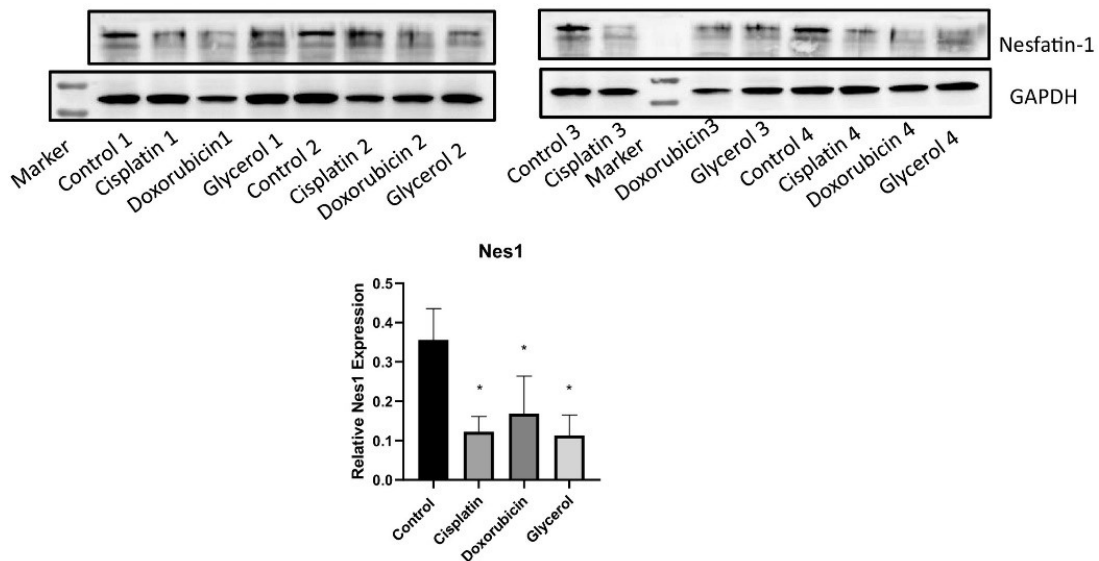 Nesfatin-1
GAPDH
Marker
Control 1
Cisplatin 1
Doxorubicin1
Glycerol 1
Control 2
Cisplatin 2
Doxorubicin 2
Glycerol 2
Control 3
Cisplatin 3
Marker
Doxorubicin3
Glycerol 3
Control 4
Cisplatin 4
Doxorubicin 4
Glycerol 4
Nes1
Relative Nes1 Expression
0.5
0.4
0.3
0.2
0.1
0.0
*
*
*
Control
Cisplatin
Doxorubicin
Glycerol